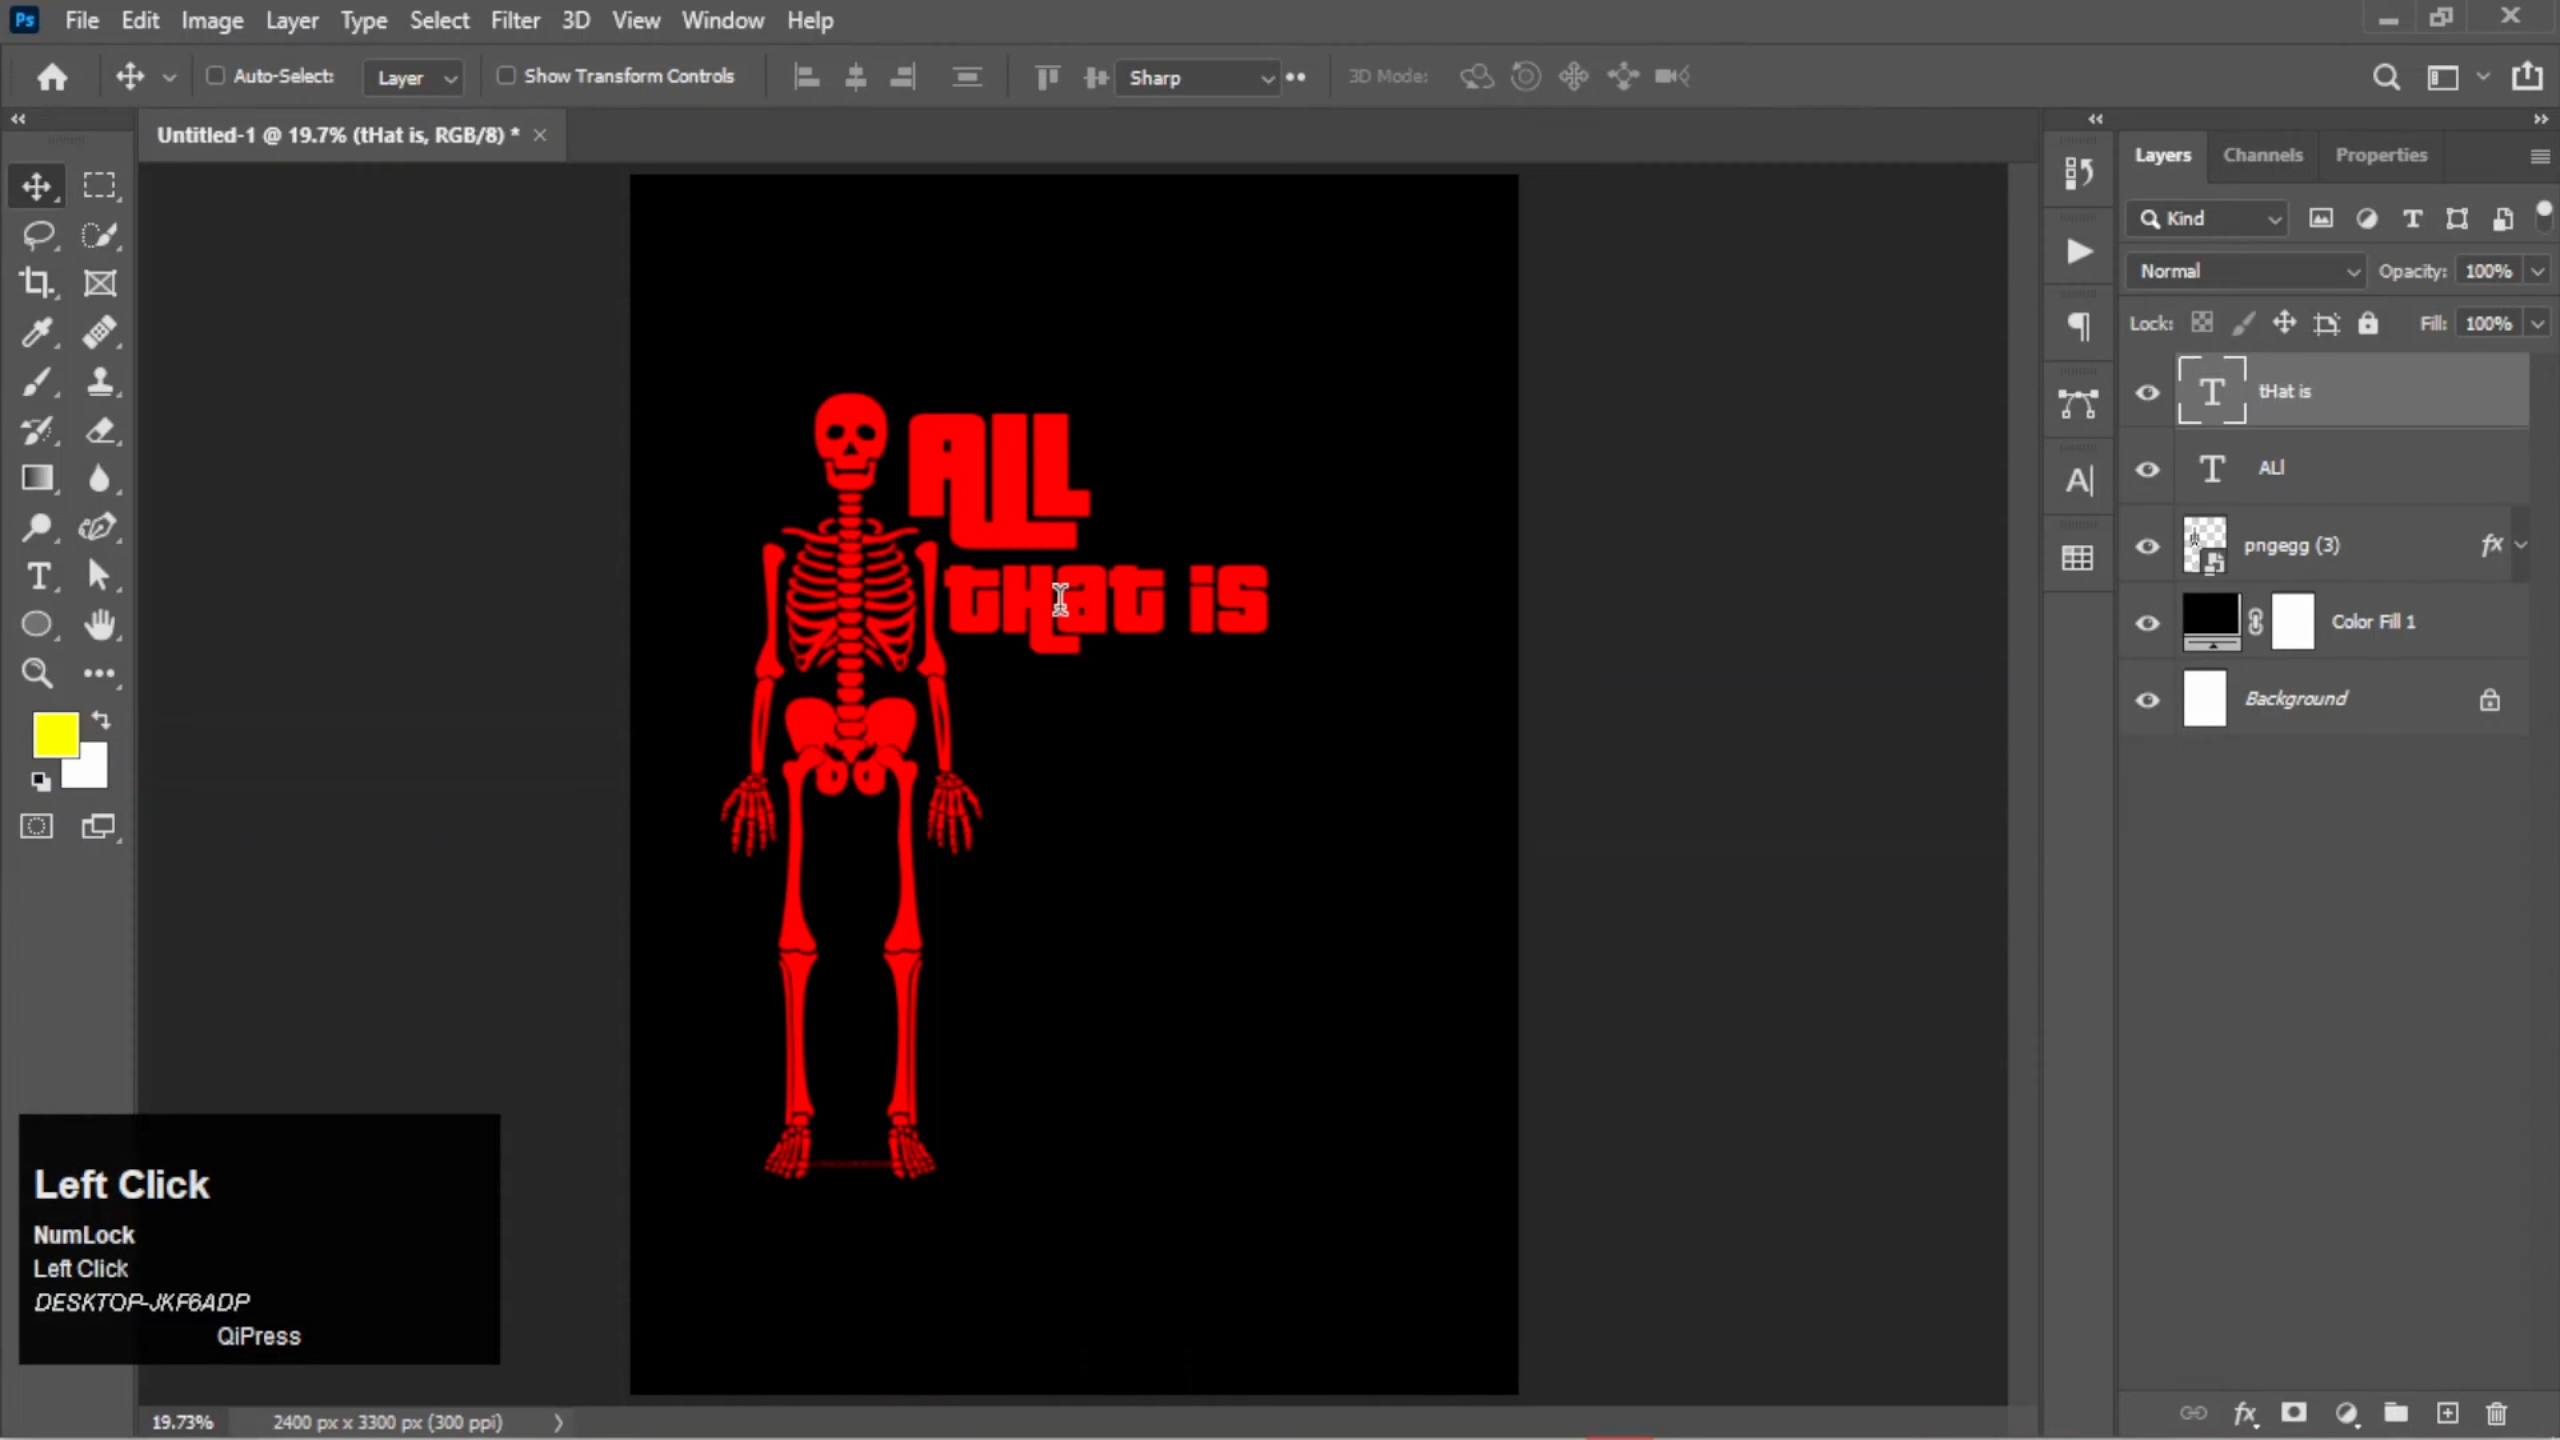 Ps File Edit Image Layer Type Select Filter 3D View Window Help
Auto-Select: Layer Show Transform Controls Sharp 3D Mode:
Untitled-1 @ 19.7% (tHat is, RGB/8) * ×
Layers Channels Properties
Kind
Normal Opacity: 100%
Lock: Fill: 100%
tHat is
ALl
pngegg (3) fx
Color Fill 1
Background
ALl
tHat is
Left Click
NumLock
Left Click
DESKTOP-JKF6ADP
QiPress
19.73% 2400 px x 3300 px (300 ppi)
fx